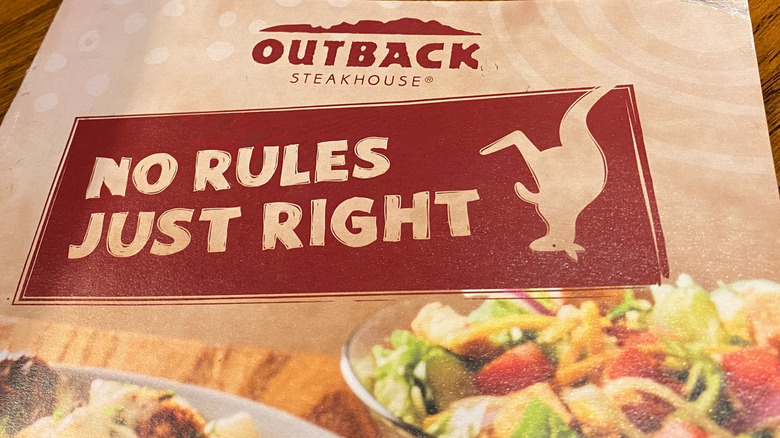 OUTBACK
STEAKHOUSE®
NO RULES
JUST RIGHT